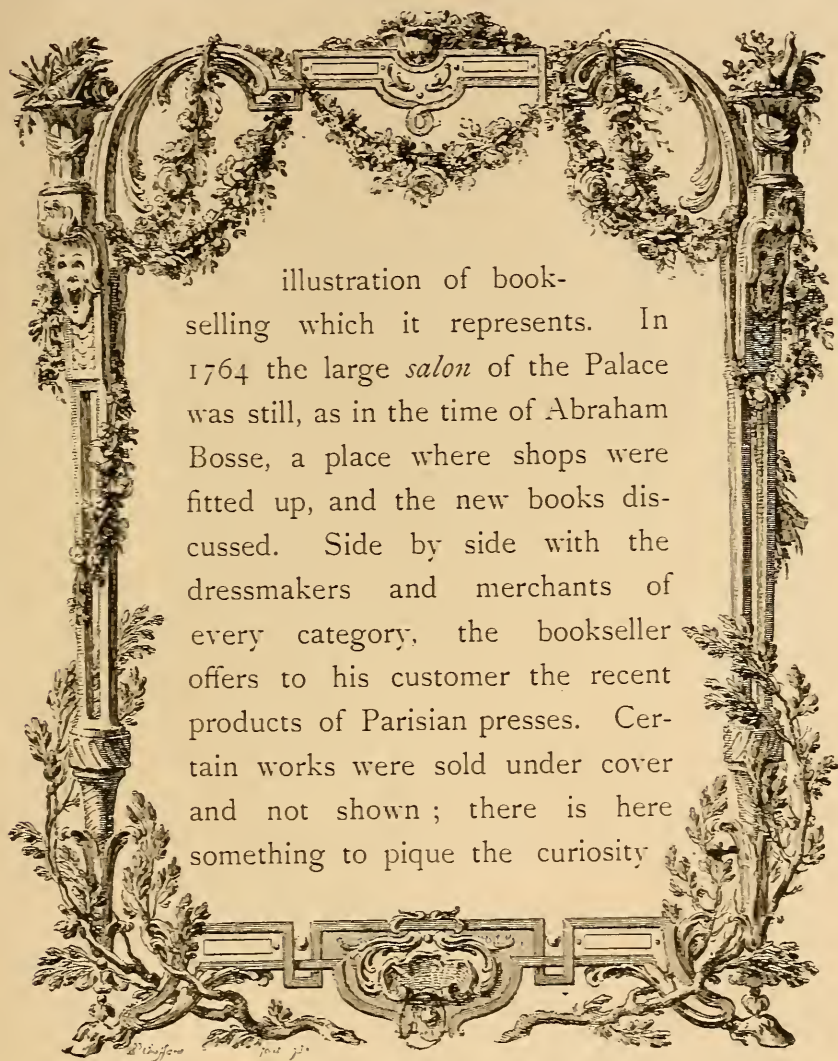 illustration of book-
selling which it represents. In
1764 the large salon of the Palace
was still, as in the time of Abraham
Bosse, a place where shops were
fitted up, and the new books dis-
cussed. Side by side with the
dressmakers and merchants of
every category, the bookseller
offers to his customer the recent
products of Parisian presses. Cer-
tain works were sold under cover
and not shown ; there is here
something to pique the curiosity